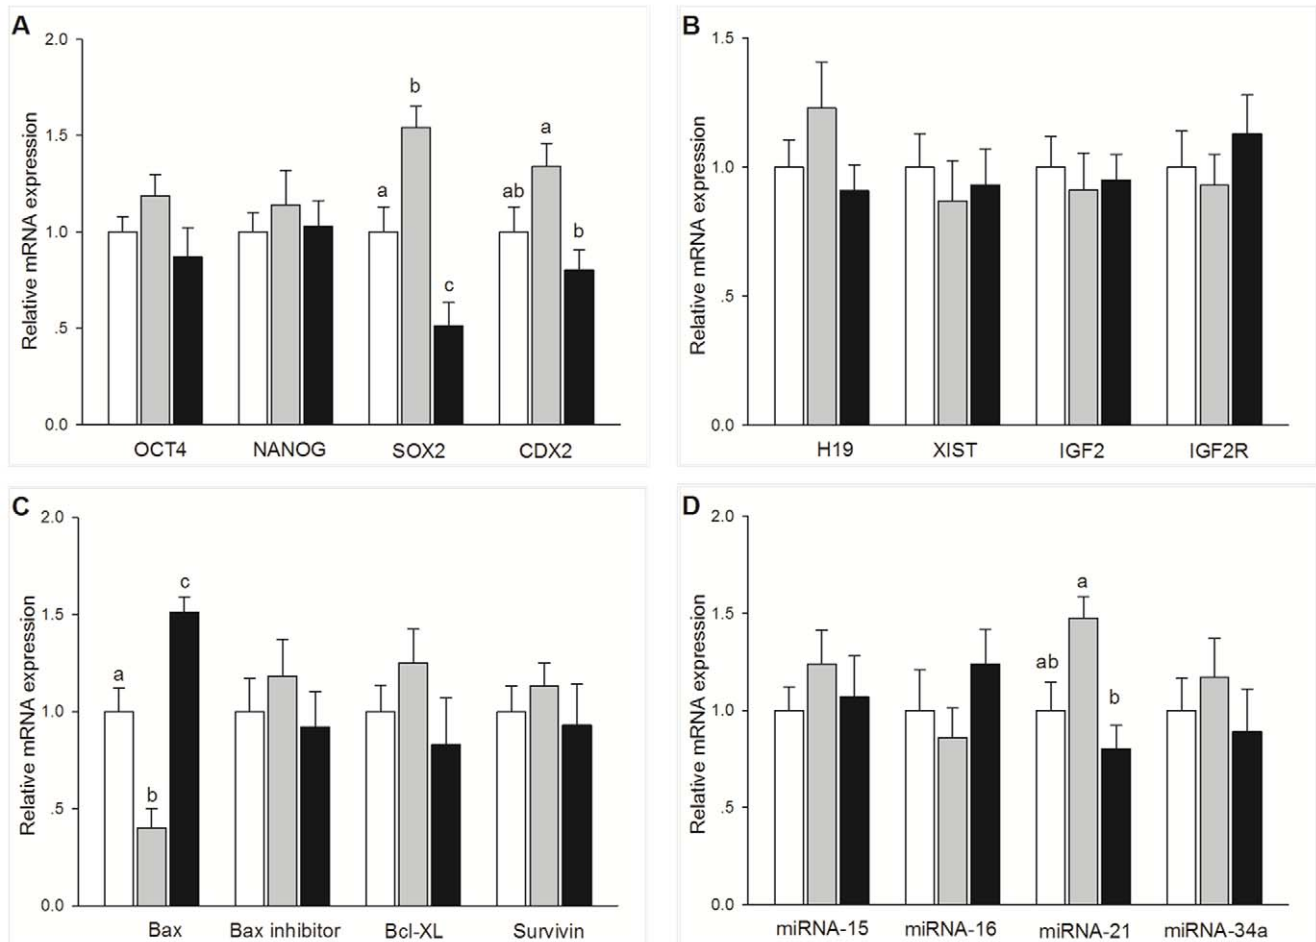 A
Relative mRNA expression
2.0
1.5
1.0
.5
0.0
a
b
c
ab
a
b
OCT4 NANOG SOX2 CDX2
B
Relative mRNA expression
1.5
1.0
.5
0.0
H19 XIST IGF2 IGF2R
C
Relative mRNA expression
2.0
1.5
1.0
.5
0.0
a
b
c
Bax Bax inhibitor Bcl-XL Survivin
D
Relative mRNA expression
2.0
1.5
1.0
.5
0.0
ab
a
b
miRNA-15 miRNA-16 miRNA-21 miRNA-34a